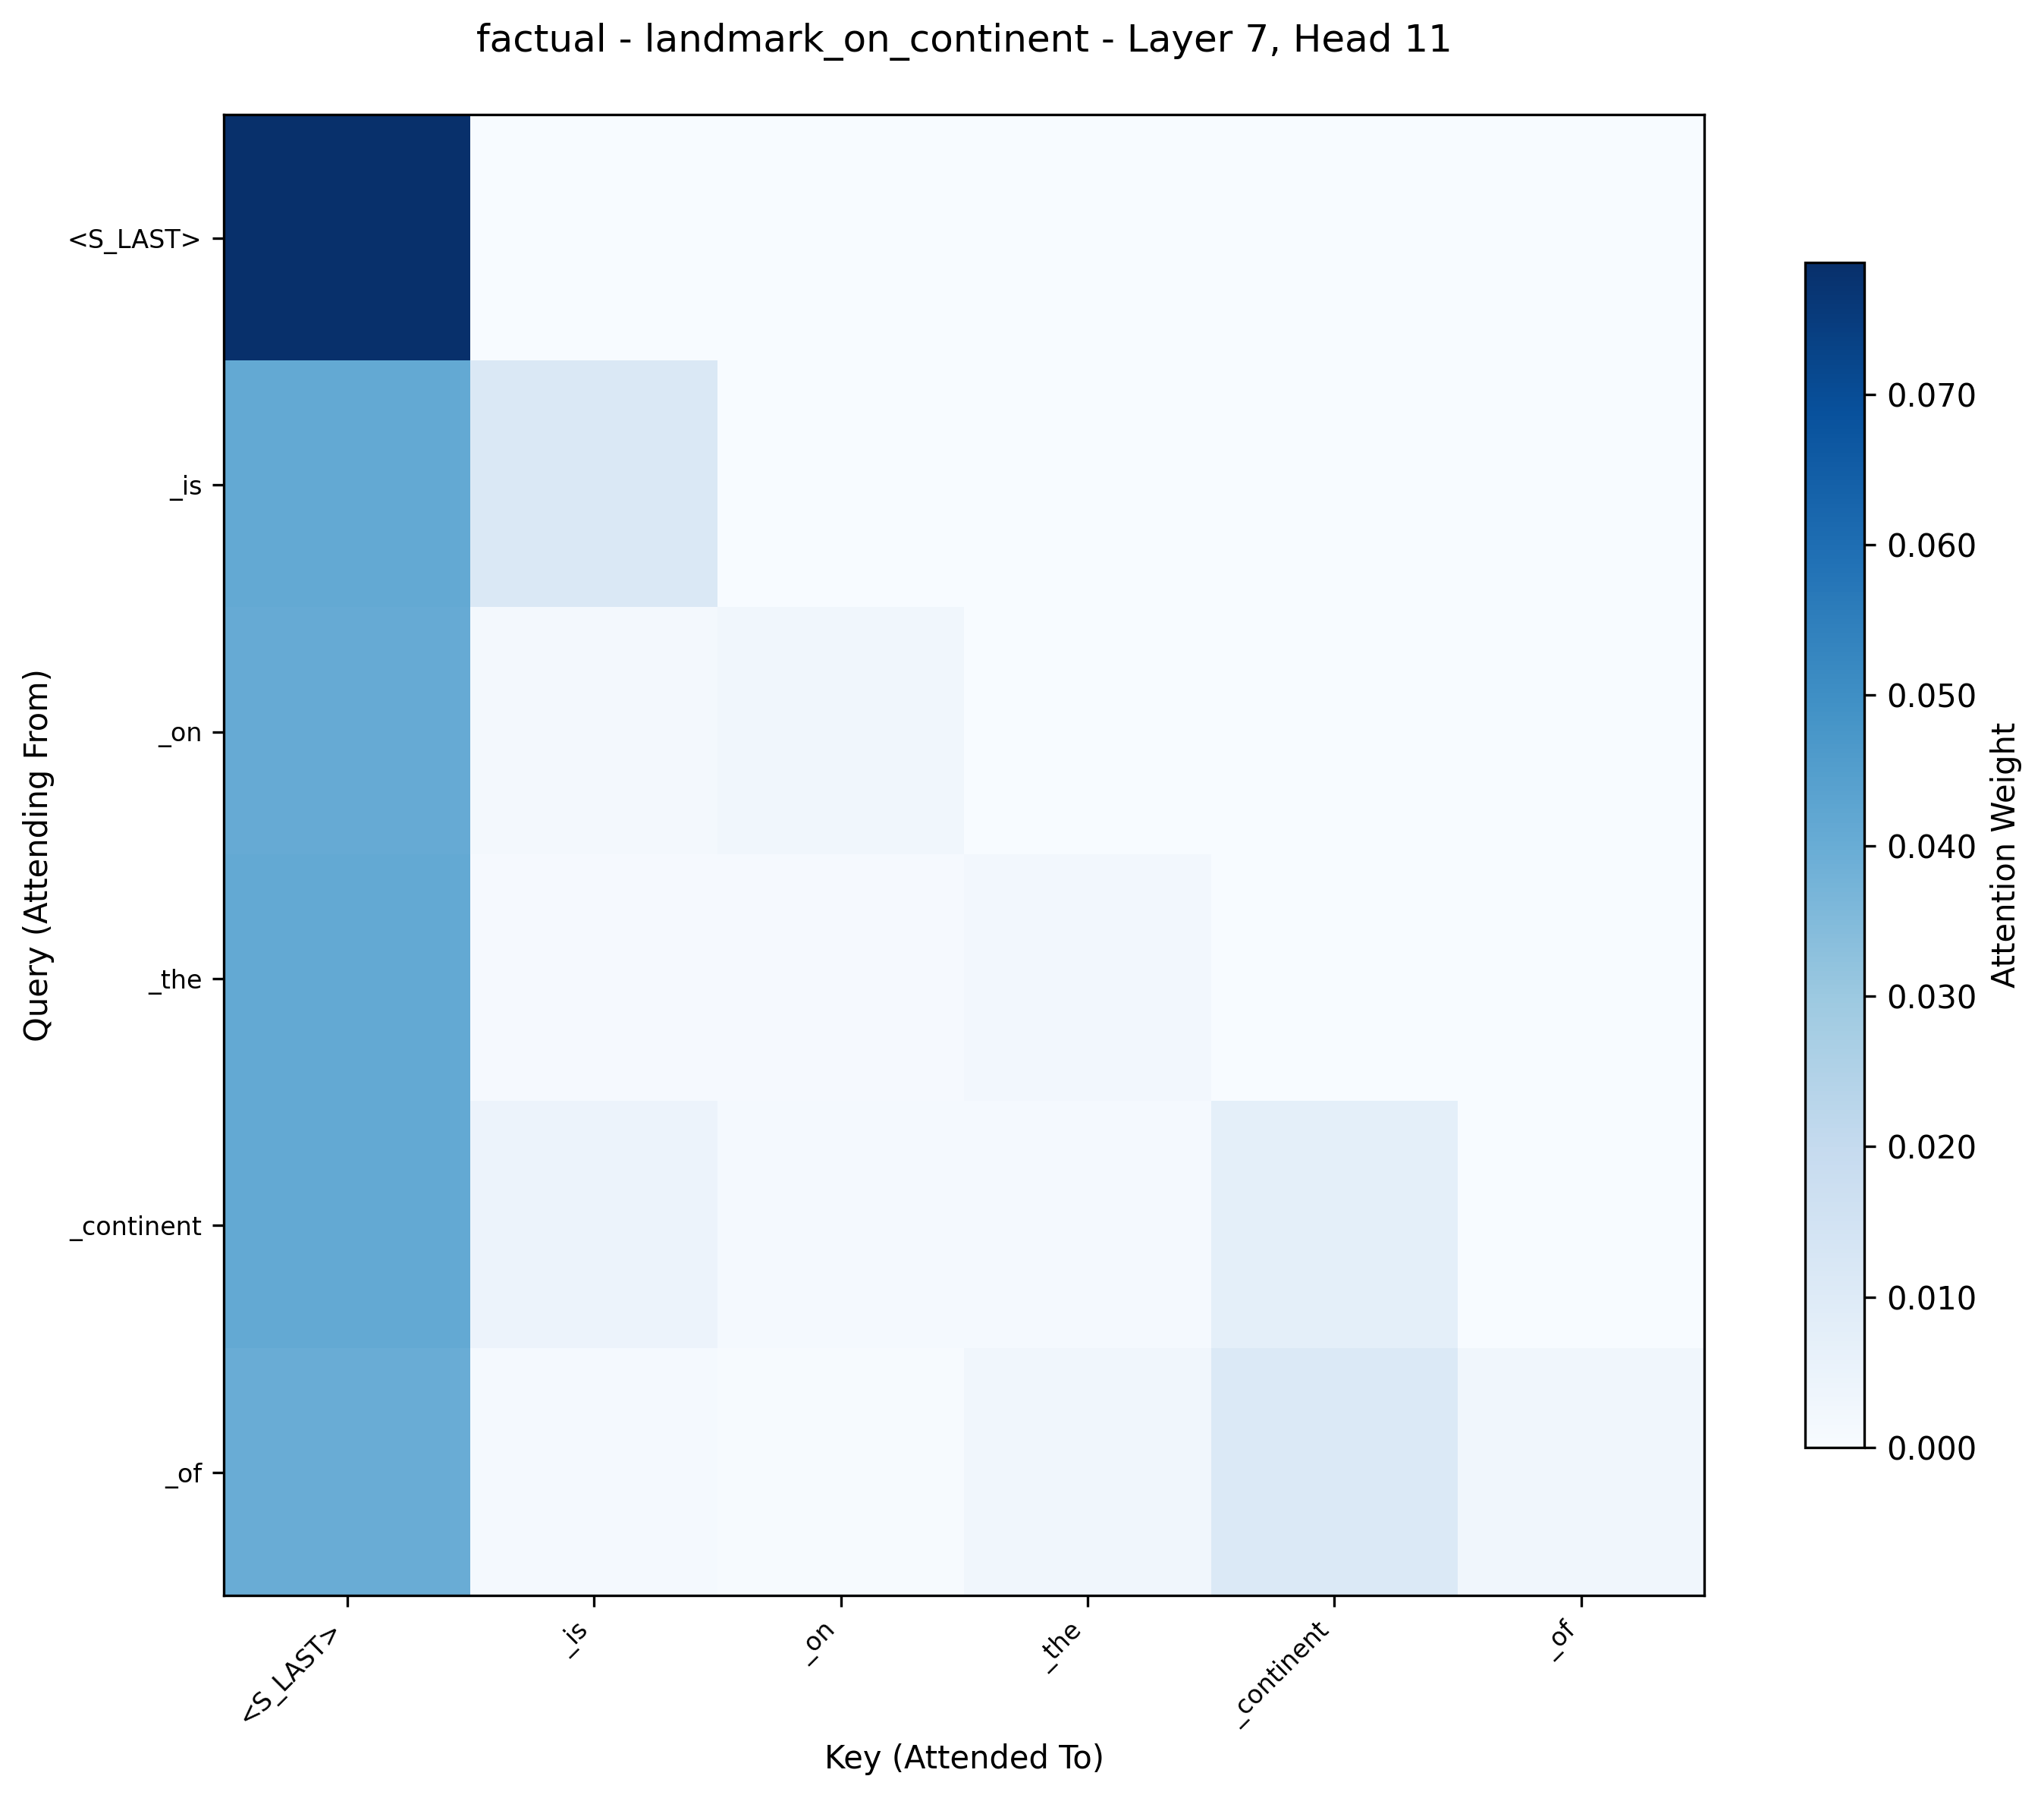 factual - landmark_on_continent - Layer 7, Head 11
Query (Attending From)
<S_LAST>
_is
_on
_the
_continent
_of
<S_LAST>
_is
_on
_the
_continent
_of
Key (Attended To)
0.070
0.060
0.050
0.040
0.030
0.020
0.010
0.000
Attention Weight